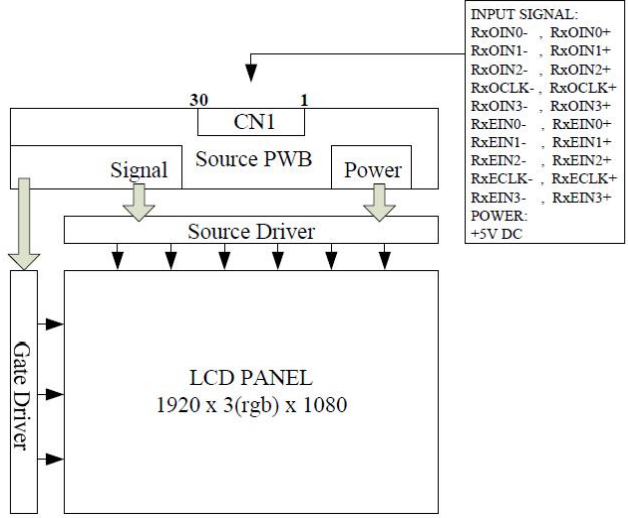 INPUT SIGNAL:
RxOIN0- , RxOIN0+
RxOIN1- , RxOIN1+
RxOIN2- , RxOIN2+
RxOCLK- , RxOCLK+
RxOIN3- , RxOIN3+
RxEIN0- , RxEIN0+
RxEIN1- , RxEIN1+
RxEIN2- , RxEIN2+
RxECLK- , RxECLK+
RxEIN3- , RxEIN3+
POWER:
+5V DC
30 1
CN1
Source PWB
Signal
Power
Source Driver
Gate Driver
LCD PANEL
1920 x 3(rgb) x 1080